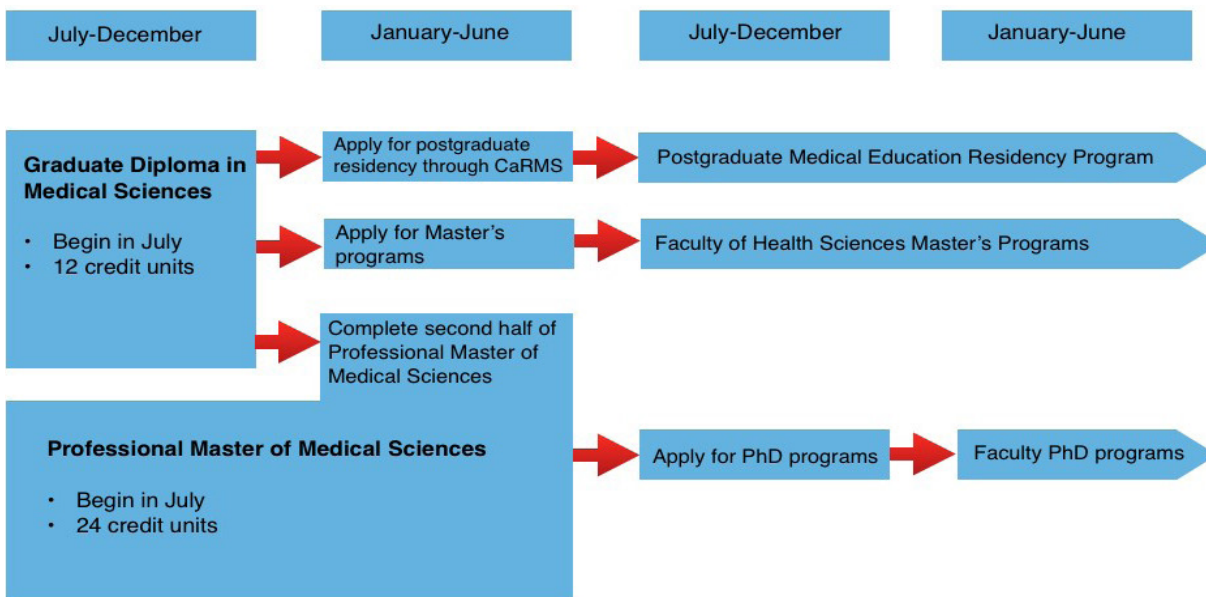 July-December
January-June
July-December
January-June
Graduate Diploma in
Medical Sciences
• Begin in July
• 12 credit units
Apply for postgraduate
residency through CaRMS
Postgraduate Medical Education Residency Program
Apply for Master’s
programs
Faculty of Health Sciences Master’s Programs
Complete second half of
Professional Master of
Medical Sciences
Professional Master of Medical Sciences
• Begin in July
• 24 credit units
Apply for PhD programs
Faculty PhD programs